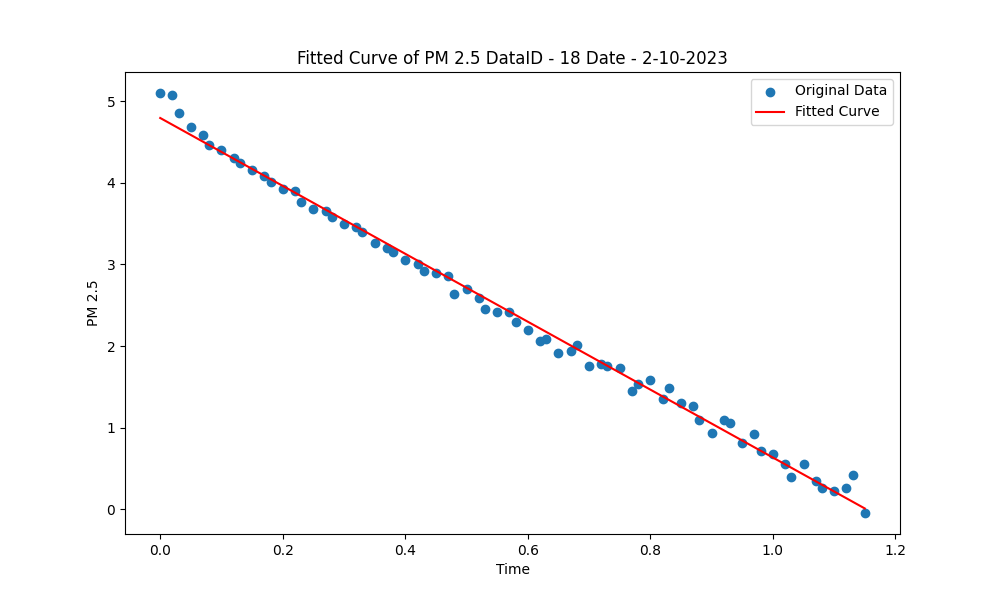 Fitted Curve of PM 2.5 DataID - 18 Date - 2-10-2023
Original Data
Fitted Curve
PM 2.5
5
4
3
2
1
0
0.0 0.2 0.4 0.6 0.8 1.0 1.2
Time